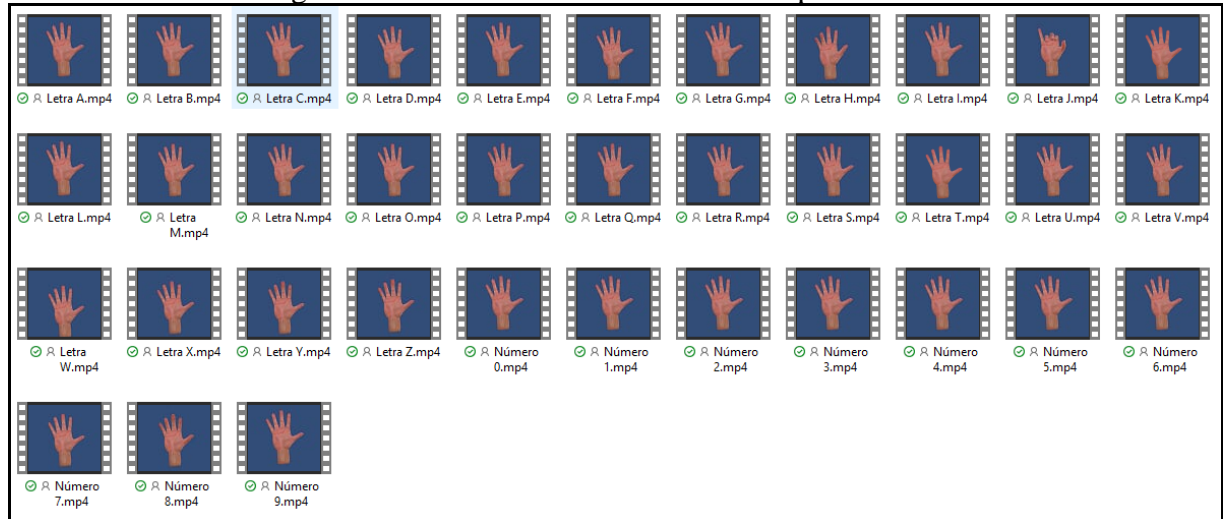 Letra A.mp4 Letra B.mp4 Letra C.mp4 Letra D.mp4 Letra E.mp4 Letra F.mp4 Letra G.mp4 Letra H.mp4 Letra I.mp4 Letra J.mp4 Letra K.mp4
Letra L.mp4 Letra M.mp4 Letra N.mp4 Letra O.mp4 Letra P.mp4 Letra Q.mp4 Letra R.mp4 Letra S.mp4 Letra T.mp4 Letra U.mp4 Letra V.mp4
Letra W.mp4 Letra X.mp4 Letra Y.mp4 Letra Z.mp4 Número 0.mp4 Número 1.mp4 Número 2.mp4 Número 3.mp4 Número 4.mp4 Número 5.mp4 Número 6.mp4
Número 7.mp4 Número 8.mp4 Número 9.mp4